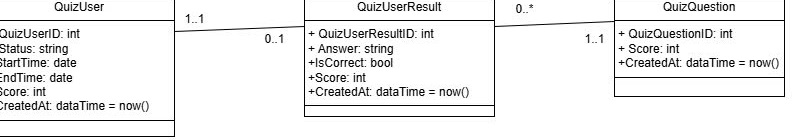 QuizUser
QuizUserID: int
Status: string
StartTime: date
EndTime: date
Score: int
CreatedAt: dataTime = now()
1..1
0..1
QuizUserResult
+ QuizUserResultID: int
+ Answer: string
+IsCorrect: bool
+Score: int
+CreatedAt: dataTime = now()
0..*
1..1
QuizQuestion
+ QuizQuestionID: int
+ Score: int
+CreatedAt: dataTime = now()